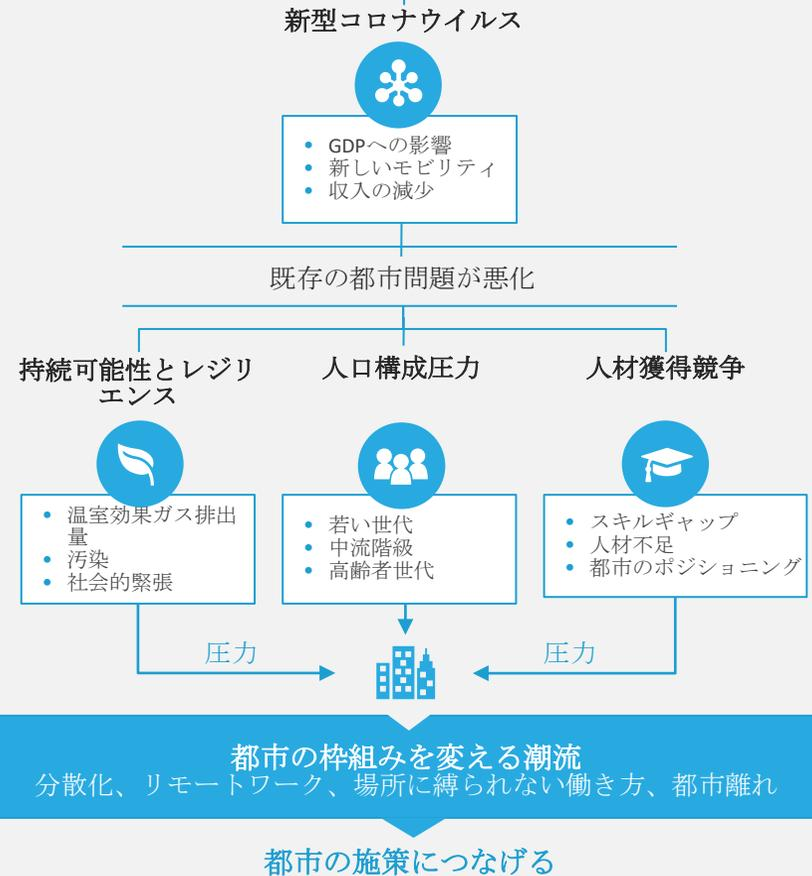 新型コロナウイルス
• GDPへの影響
• 新しいモビリティ
• 収入の減少
既存の都市問題が悪化
持続可能性とレジリ
エンス
人口構成圧力
人材獲得競争
• 温室効果ガス排出
量
• 汚染
• 社会的緊張
• 若い世代
• 中流階級
• 高齢者世代
• スキルギャップ
• 人材不足
• 都市のポジショニング
圧力
圧力
都市の枠組みを変える潮流
分散化、リモートワーク、場所に縛られない働き方、都市離れ
都市の施策につなげる